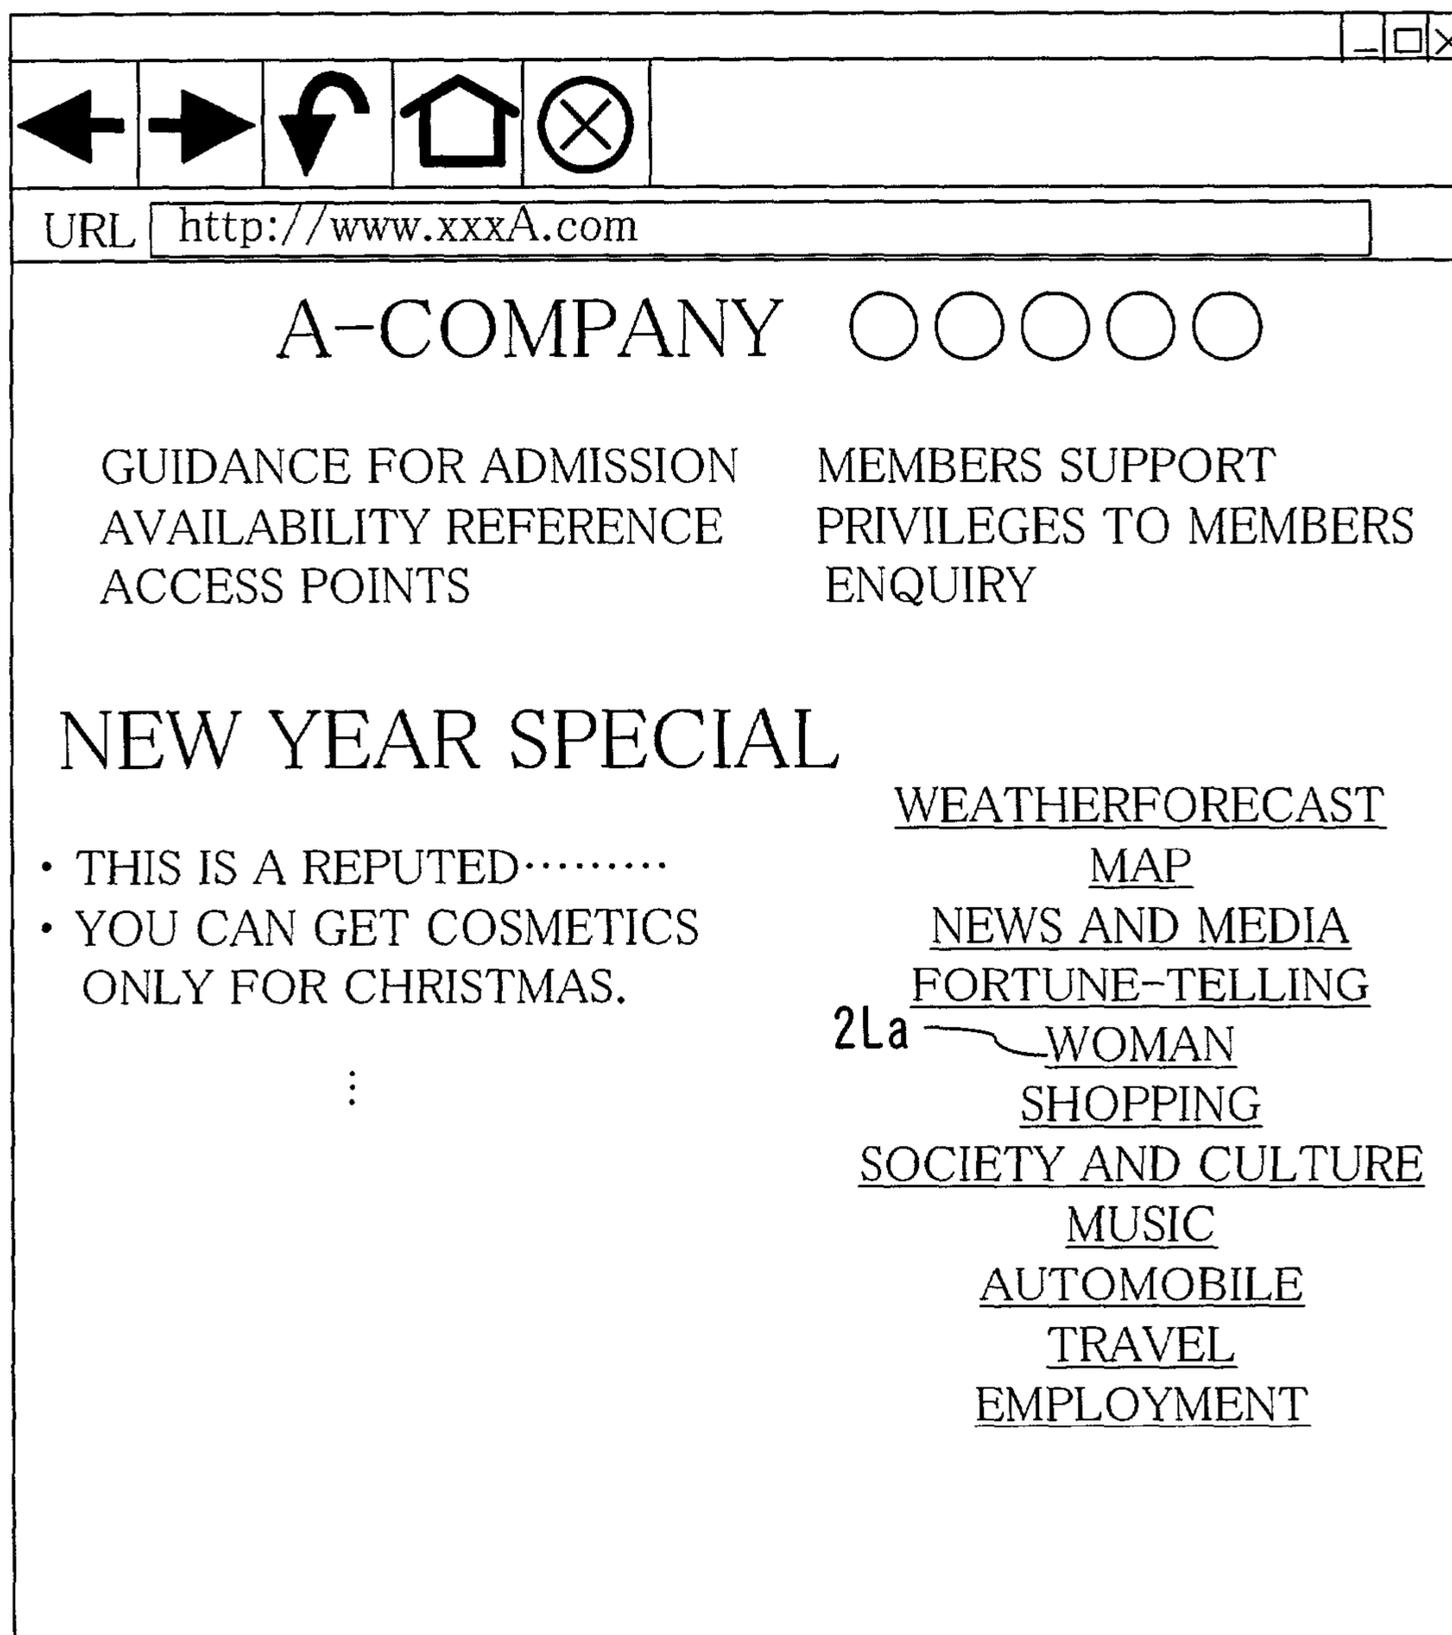 URL http://www.xxxA.com
A-COMPANY ○○○○○
GUIDANCE FOR ADMISSION
AVAILABILITY REFERENCE
ACCESS POINTS
MEMBERS SUPPORT
PRIVILEGES TO MEMBERS
ENQUIRY
NEW YEAR SPECIAL
・THIS IS A REPUTED·········
・YOU CAN GET COSMETICS
ONLY FOR CHRISTMAS.
⋮
WEATHERFORECAST
MAP
NEWS AND MEDIA
FORTUNE-TELLING
2La
WOMAN
SHOPPING
SOCIETY AND CULTURE
MUSIC
AUTOMOBILE
TRAVEL
EMPLOYMENT